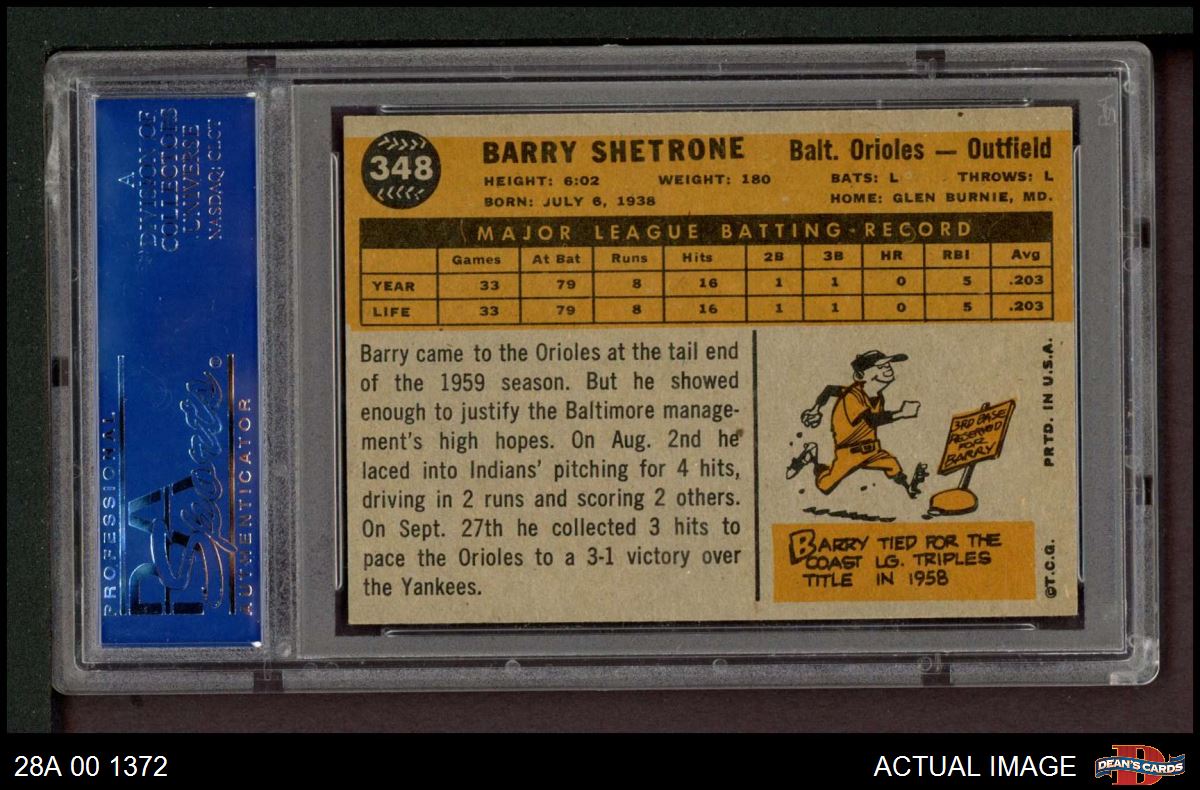 A
DIVISION OF
COLLECTORS
UNIVERSE
NASDAQ: CLCT
PROFESSIONAL
PSA
Sports
AUTHENTICATOR
348
BARRY SHETRONE
Balt. Orioles — Outfield
HEIGHT: 6:02 WEIGHT: 180 BATS: L THROWS: L
BORN: JULY 6, 1938 HOME: GLEN BURNIE, MD.
MAJOR LEAGUE BATTING RECORD
Games At Bat Runs Hits 2B 3B HR RBI Avg
YEAR 33 79 8 16 1 1 0 5 .203
LIFE 33 79 8 16 1 1 0 5 .203
Barry came to the Orioles at the tail end
of the 1959 season. But he showed
enough to justify the Baltimore manage-
ment's high hopes. On Aug. 2nd he
laced into Indians' pitching for 4 hits,
driving in 2 runs and scoring 2 others.
On Sept. 27th he collected 3 hits to
pace the Orioles to a 3-1 victory over
the Yankees.
3RD BASE
RESERVED
FOR
BARRY
BARRY TIED FOR THE
COAST LG. TRIPLES
TITLE IN 1958
©T.C.G. PRTD. IN U.S.A.
28A 00 1372
ACTUAL IMAGE
DEAN'S CARDS